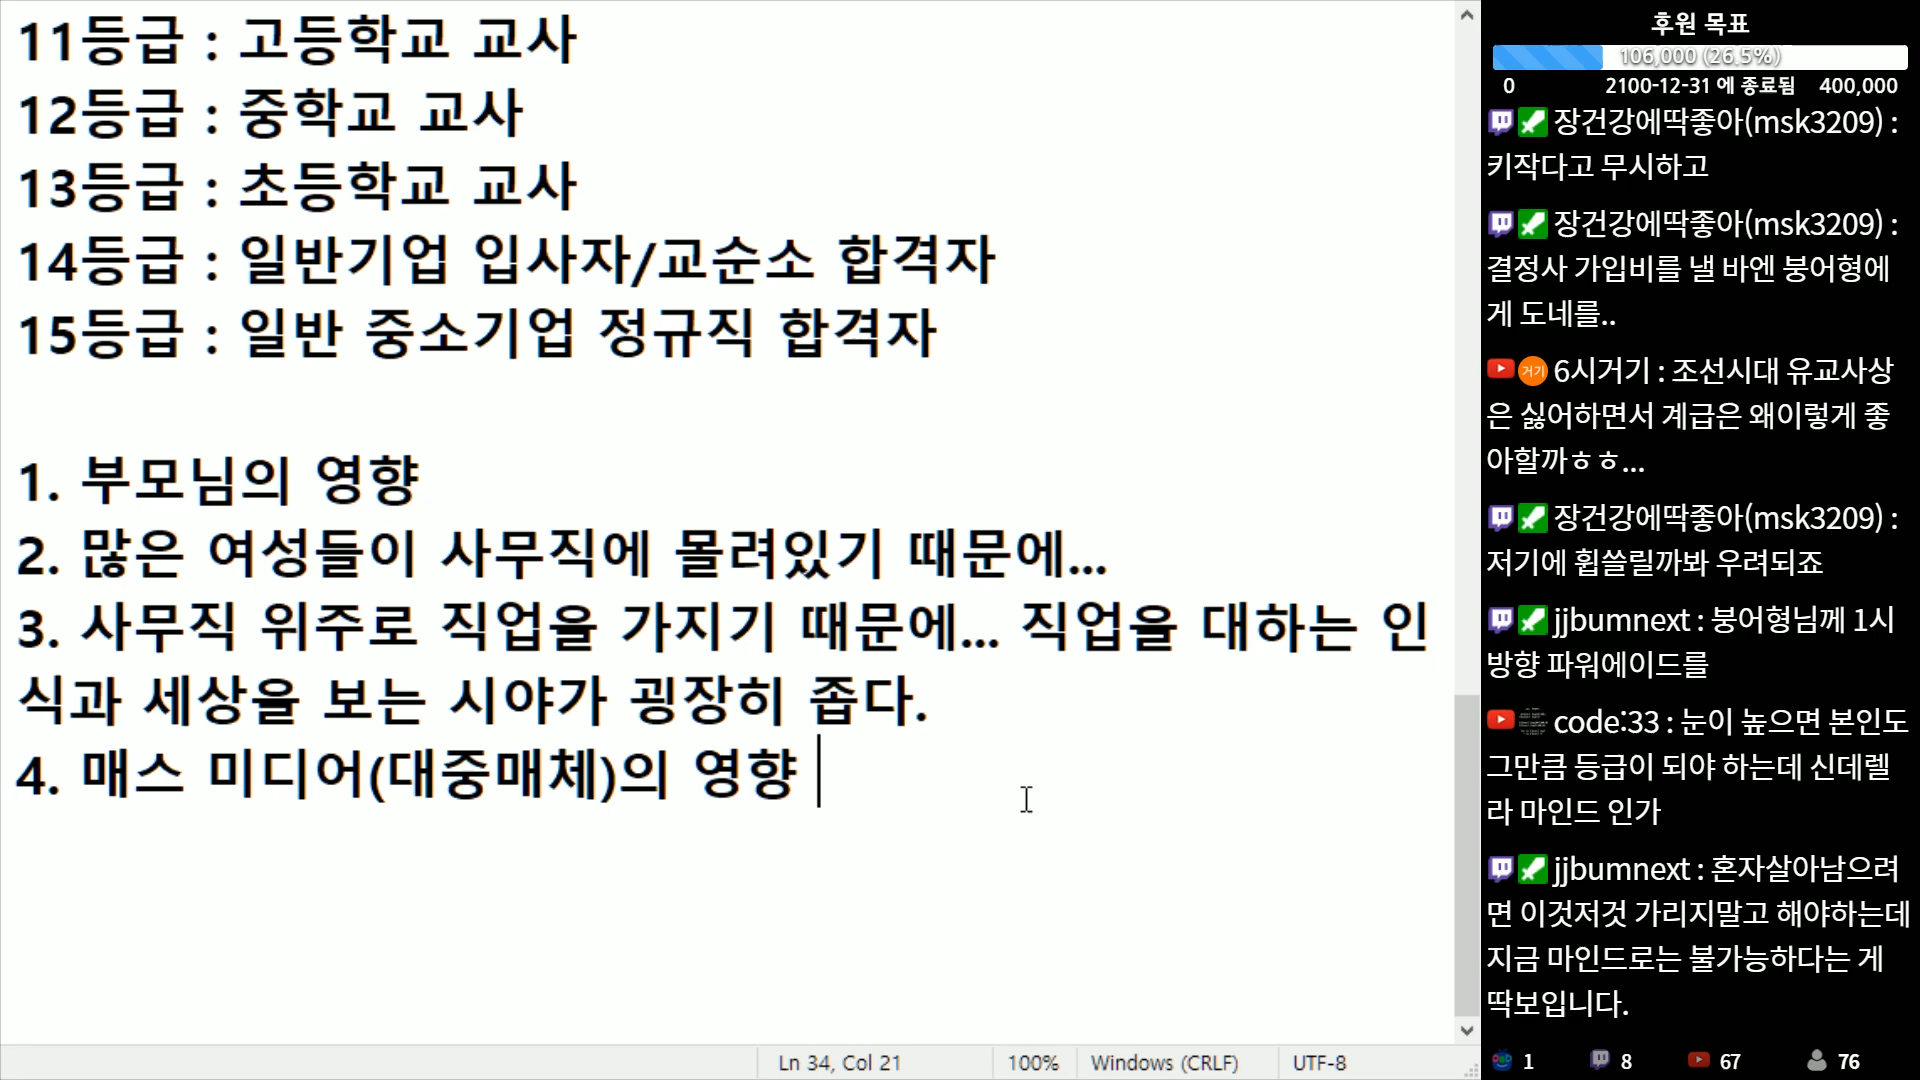 11등급 : 고등학교 교사
12등급 : 중학교 교사
13등급 : 초등학교 교사
14등급 : 일반기업 입사자/교순소 합격자
15등급 : 일반 중소기업 정규직 합격자
1. 부모님의 영향
2. 많은 여성들이 사무직에 몰려있기 때문에...
3. 사무직 위주로 직업을 가지기 때문에... 직업을 대하는 인
식과 세상을 보는 시야가 굉장히 좁다.
4. 매스 미디어(대중매체)의 영향
Ln 34, Col 21
100%
Windows (CRLF)
UTF-8
후원 목표
106,000 (26.5%)
0 2100-12-31 에 종료됨 400,000
장건강에딱좋아(msk3209) :
키작다고 무시하고
장건강에딱좋아(msk3209) :
결정사 가입비를 낼 바엔 붕어형에
게 도네를..
거기 6시거기 : 조선시대 유교사상
은 싫어하면서 계급은 왜이렇게 좋
아할까ㅎㅎ...
장건강에딱좋아(msk3209) :
저기에 휩쓸릴까봐 우려되죠
jjbumnext : 붕어형님께 1시
방향 파워에이드를
code:33 : 눈이 높으면 본인도
그만큼 등급이 되야 하는데 신데렐
라 마인드 인가
jjbumnext : 혼자살아남으려
면 이것저것 가리지말고 해야하는데
지금 마인드로는 불가능하다는 게
딱보입니다.
1 8 67 76